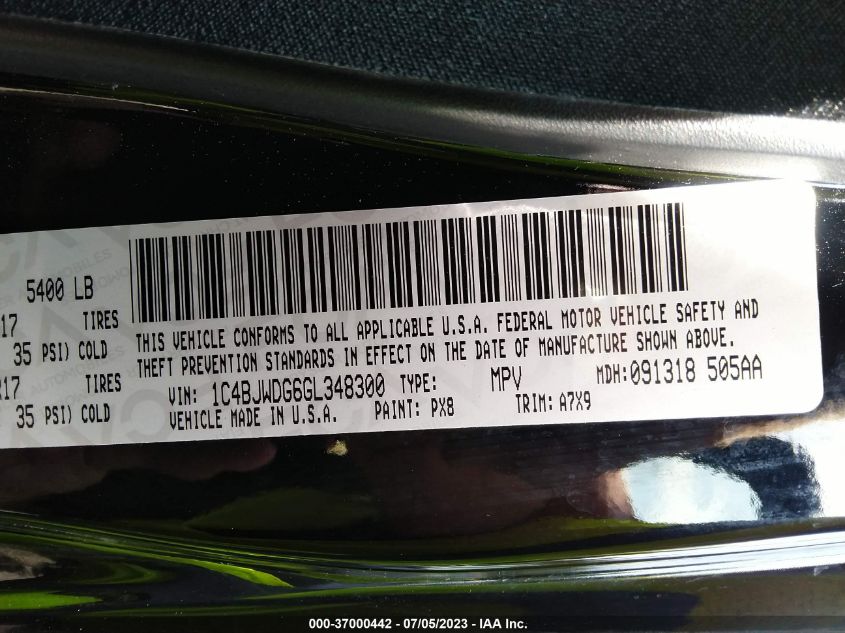 5400 LB
17 TIRES
35 PSI) COLD
R17 TIRES
35 PSI) COLD
THIS VEHICLE CONFORMS TO ALL APPLICABLE U.S.A. FEDERAL MOTOR VEHICLE SAFETY AND
THEFT PREVENTION STANDARDS IN EFFECT ON THE DATE OF MANUFACTURE SHOWN ABOVE.
VIN: 1C4BJWDG6GL348300 TYPE: MPV MDH:091318 505AA
VEHICLE MADE IN U.S.A. PAINT: PX8 TRIM: A7X9
000-37000442 - 07/05/2023 - IAA Inc.